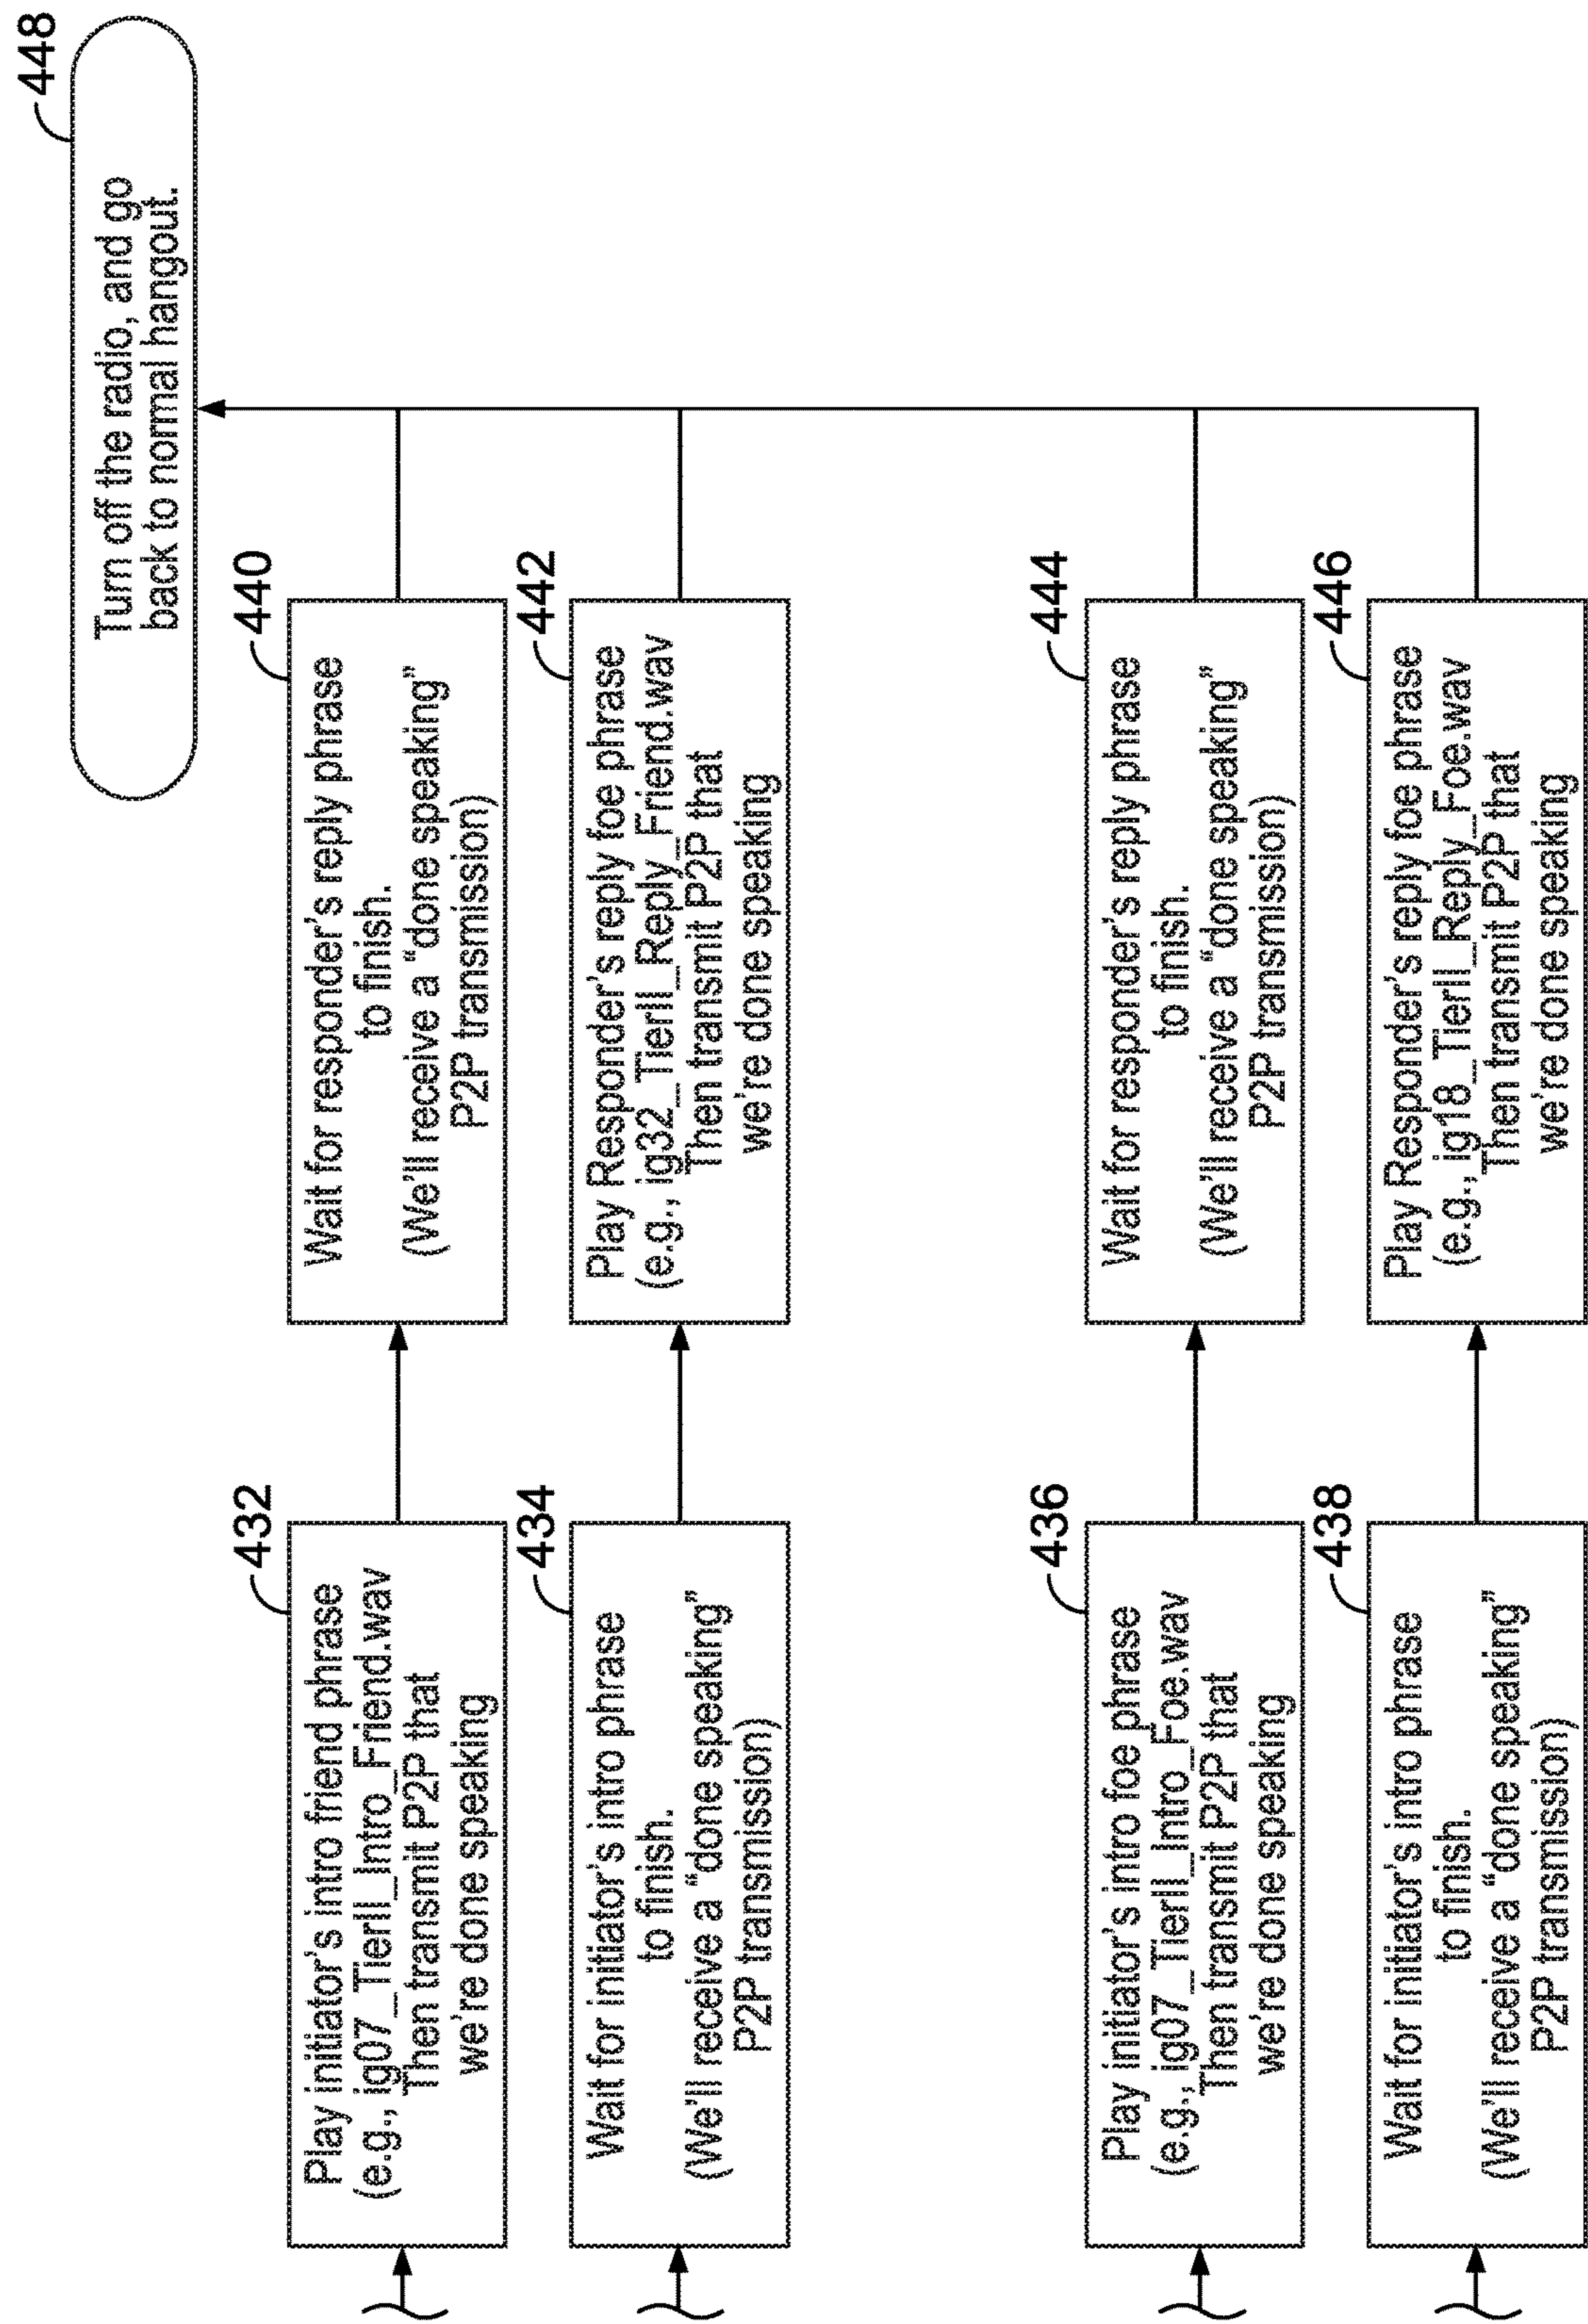 448
Turn off the radio, and go
back to normal hangout.
432
Play initiator's intro friend phrase
(e.g., ig07_TierII_Intro_Friend.wav
Then transmit P2P that
we're done speaking
440
Wait for responder's reply phrase
to finish.
(We'll receive a “done speaking”
P2P transmission)
434
Wait for initiator's intro phrase
to finish.
(We'll receive a “done speaking”
P2P transmission)
442
Play Responder's reply foe phrase
(e.g., ig32_TierII_Reply_Friend.wav
Then transmit P2P that
we're done speaking
436
Play initiator's intro foe phrase
(e.g., ig07_TierII_Intro_Foe.wav
Then transmit P2P that
we're done speaking
444
Wait for responder's reply phrase
to finish.
(We'll receive a “done speaking”
P2P transmission)
438
Wait for initiator's intro phrase
to finish.
(We'll receive a “done speaking”
P2P transmission)
446
Play Responder's reply foe phrase
(e.g., ig18_TierII_Reply_Foe.wav
Then transmit P2P that
we're done speaking